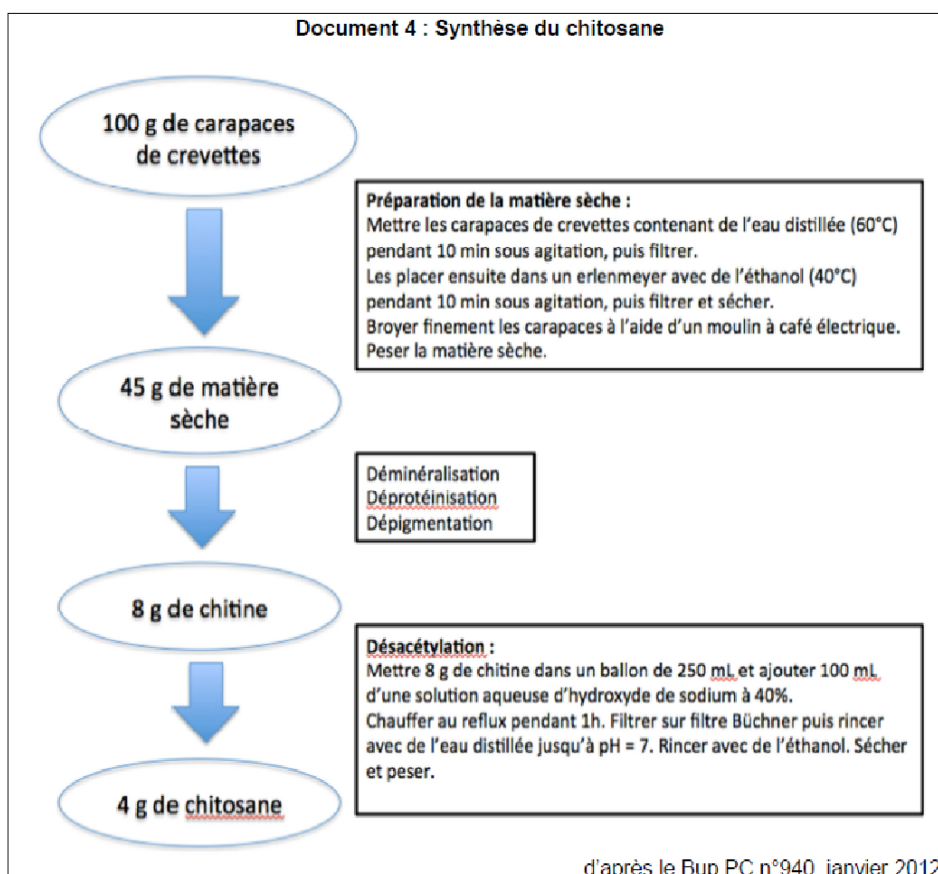 Document 4 : Synthèse du chitosane
100 g de carapaces
de crevettes
Préparation de la matière sèche :
Mettre les carapaces de crevettes contenant de l'eau distillée (60°C)
pendant 10 min sous agitation, puis filtrer.
Les placer ensuite dans un erlenmeyer avec de l'éthanol (40°C)
pendant 10 min sous agitation, puis filtrer et sécher.
Broyer finement les carapaces à l'aide d'un moulin à café électrique.
Peser la matière sèche.
45 g de matière
sèche
Déminéralisation
Déprotéinisation
Dépigmentation
8 g de chitine
Désacétylation :
Mettre 8 g de chitine dans un ballon de 250 mL et ajouter 100 mL
d'une solution aqueuse d'hydroxyde de sodium à 40%.
Chauffer au reflux pendant 1h. Filtrer sur filtre Büchner puis rincer
avec de l'eau distillée jusqu'à pH = 7. Rincer avec de l'éthanol. Sécher
et peser.
4 g de chitosane
d'après le Bup PC n°940 janvier 2012